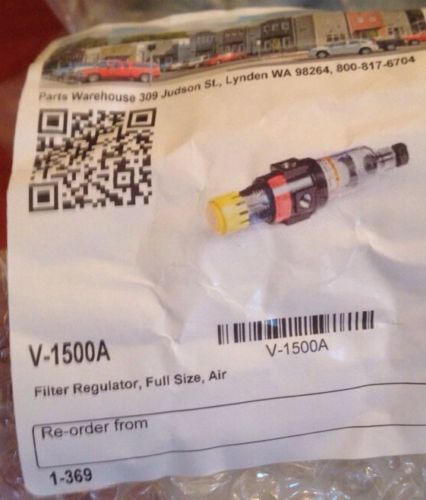 Parts Warehouse 309 Judson St., Lynden WA 98264, 800-817-6704
V-1500A
V-1500A
Filter Regulator, Full Size, Air
Re-order from
1-369